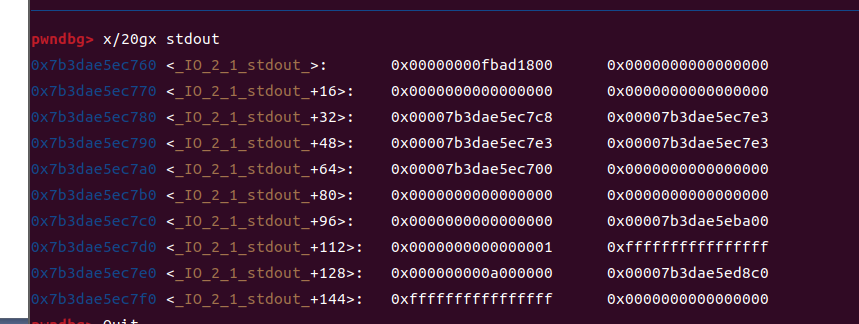 pwndbg> x/20gx stdout
0x7b3dae5ec760 <_IO_2_1_stdout_>: 0x00000000fbad1800 0x0000000000000000
0x7b3dae5ec770 <_IO_2_1_stdout_+16>: 0x0000000000000000 0x0000000000000000
0x7b3dae5ec780 <_IO_2_1_stdout_+32>: 0x00007b3dae5ec7c8 0x00007b3dae5ec7e3
0x7b3dae5ec790 <_IO_2_1_stdout_+48>: 0x00007b3dae5ec7e3 0x00007b3dae5ec7e3
0x7b3dae5ec7a0 <_IO_2_1_stdout_+64>: 0x00007b3dae5ec700 0x0000000000000000
0x7b3dae5ec7b0 <_IO_2_1_stdout_+80>: 0x0000000000000000 0x0000000000000000
0x7b3dae5ec7c0 <_IO_2_1_stdout_+96>: 0x0000000000000000 0x00007b3dae5eba00
0x7b3dae5ec7d0 <_IO_2_1_stdout_+112>: 0x0000000000000001 0xffffffffffffffff
0x7b3dae5ec7e0 <_IO_2_1_stdout_+128>: 0x000000000a000000 0x00007b3dae5ed8c0
0x7b3dae5ec7f0 <_IO_2_1_stdout_+144>: 0xffffffffffffffff 0x0000000000000000
pwndbg> Quit